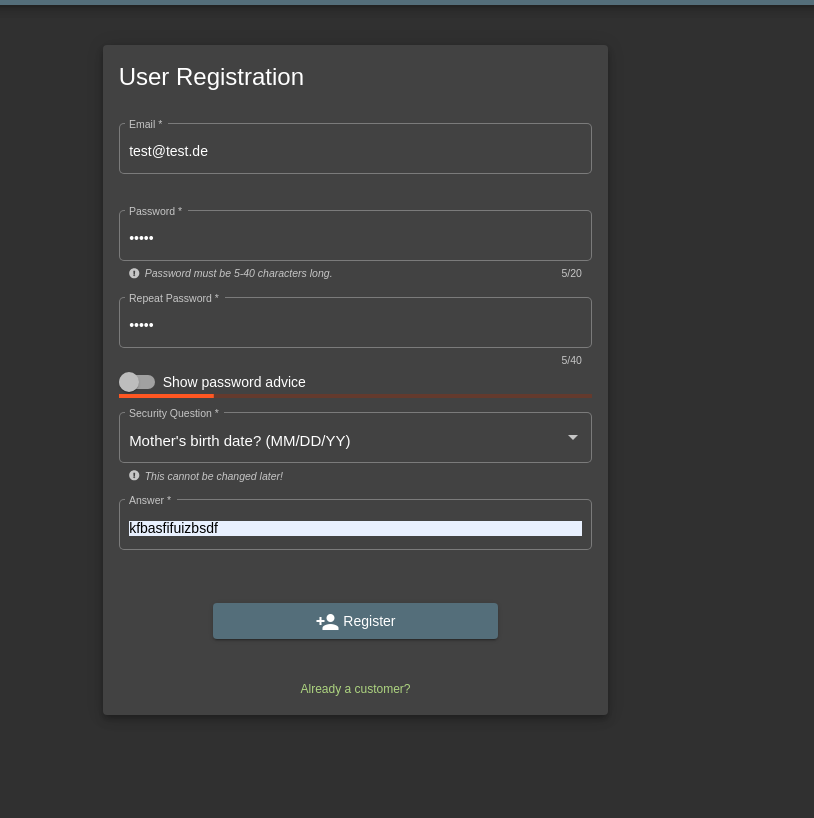 User Registration
Email *
test@test.de
Password *
•••••
Password must be 5-40 characters long.
5/20
Repeat Password *
•••••
5/40
Show password advice
Security Question *
Mother's birth date? (MM/DD/YY)
This cannot be changed later!
Answer *
kfbasfifuizbsdf
Register
Already a customer?